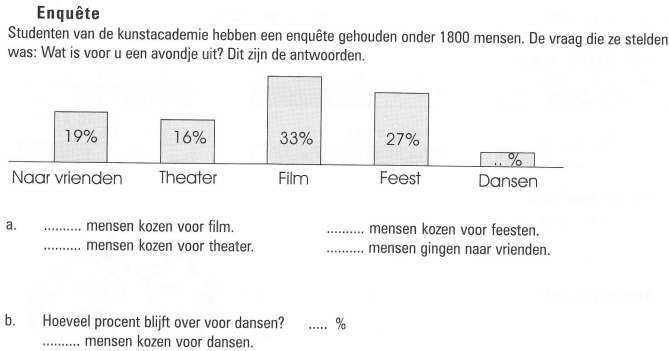 Enquête
Studenten van de kunstacademie hebben een enquête gehouden onder 1800 mensen. De vraag die ze stelden
was: Wat is voor u een avondje uit? Dit zijn de antwoorden.
19% 16% 33% 27% .. %
Naar vrienden Theater Film Feest Dansen
a. .......... mensen kozen voor film. .......... mensen kozen voor feesten.
.......... mensen kozen voor theater. .......... mensen gingen naar vrienden.
b. Hoeveel procent blijft over voor dansen? ..... %
.......... mensen kozen voor dansen.